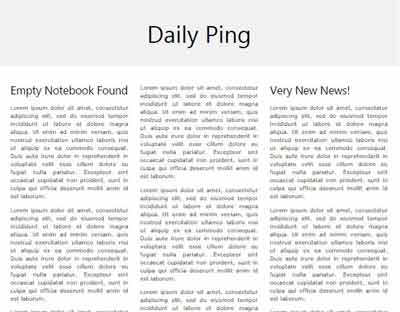 Daily Ping
Empty Notebook Found
Lorem ipsum dolor sit amet, consectetur
adipiscing elit, sed do eiusmod tempor
incididunt ut labore et dolore magna
aliqua. Ut enim ad minim veniam, quis
nostrud exercitation ullamco laboris nisi
ut aliquip ex ea commodo consequat.
Duis aute irure dolor in reprehenderit in
voluptate velit esse cillum dolore eu
fugiat nulla pariatur. Excepteur sint
occaecat cupidatat non proident, sunt in
culpa qui officia deserunt mollit anim id
est laborum.
Lorem ipsum dolor sit amet, consectetur
adipiscing elit, sed do eiusmod tempor
incididunt ut labore et dolore magna
aliqua. Ut enim ad minim veniam, quis
nostrud exercitation ullamco laboris nisi
ut aliquip ex ea commodo consequat.
Duis aute irure dolor in reprehenderit in
voluptate velit esse cillum dolore eu
fugiat nulla pariatur. Excepteur sint
occaecat cupidatat non proident, sunt in
culpa qui officia deserunt mollit anim id
est laborum.
Lorem ipsum dolor sit amet, consectetur
adipiscing elit, sed do eiusmod tempor
incididunt ut labore et dolore magna
aliqua. Ut enim ad minim veniam, quis
nostrud exercitation ullamco laboris nisi
ut aliquip ex ea commodo consequat.
Duis aute irure dolor in reprehenderit in
voluptate velit esse cillum dolore eu
fugiat nulla pariatur. Excepteur sint
occaecat cupidatat non proident, sunt in
culpa qui officia deserunt mollit anim id
est laborum.
Lorem ipsum dolor sit amet, consectetur
adipiscing elit, sed do eiusmod tempor
incididunt ut labore et dolore magna
aliqua. Ut enim ad minim veniam, quis
nostrud exercitation ullamco laboris nisi
ut aliquip ex ea commodo consequat.
Duis aute irure dolor in reprehenderit in
voluptate velit esse cillum dolore eu
fugiat nulla pariatur. Excepteur sint
occaecat cupidatat non proident, sunt in
culpa qui officia deserunt mollit anim id
est laborum.
Lorem ipsum dolor sit amet, consectetur
adipiscing elit, sed do eiusmod tempor
incididunt ut labore et dolore magna
Very New News!
Lorem ipsum dolor sit amet, consectetur
adipiscing elit, sed do eiusmod tempor
incididunt ut labore et dolore magna
aliqua. Ut enim ad minim veniam, quis
nostrud exercitation ullamco laboris nisi
ut aliquip ex ea commodo consequat.
Duis aute irure dolor in reprehenderit in
voluptate velit esse cillum dolore eu
fugiat nulla pariatur. Excepteur sint
occaecat cupidatat non proident, sunt in
culpa qui officia deserunt mollit anim id
est laborum.
Lorem ipsum dolor sit amet, consectetur
adipiscing elit, sed do eiusmod tempor
incididunt ut labore et dolore magna
aliqua. Ut enim ad minim veniam, quis
nostrud exercitation ullamco laboris nisi
ut aliquip ex ea commodo consequat.
Duis aute irure dolor in reprehenderit in
voluptate velit esse cillum dolore eu
fugiat nulla pariatur. Excepteur sint
occaecat cupidatat non proident, sunt in
culpa qui officia deserunt mollit anim id
est laborum.